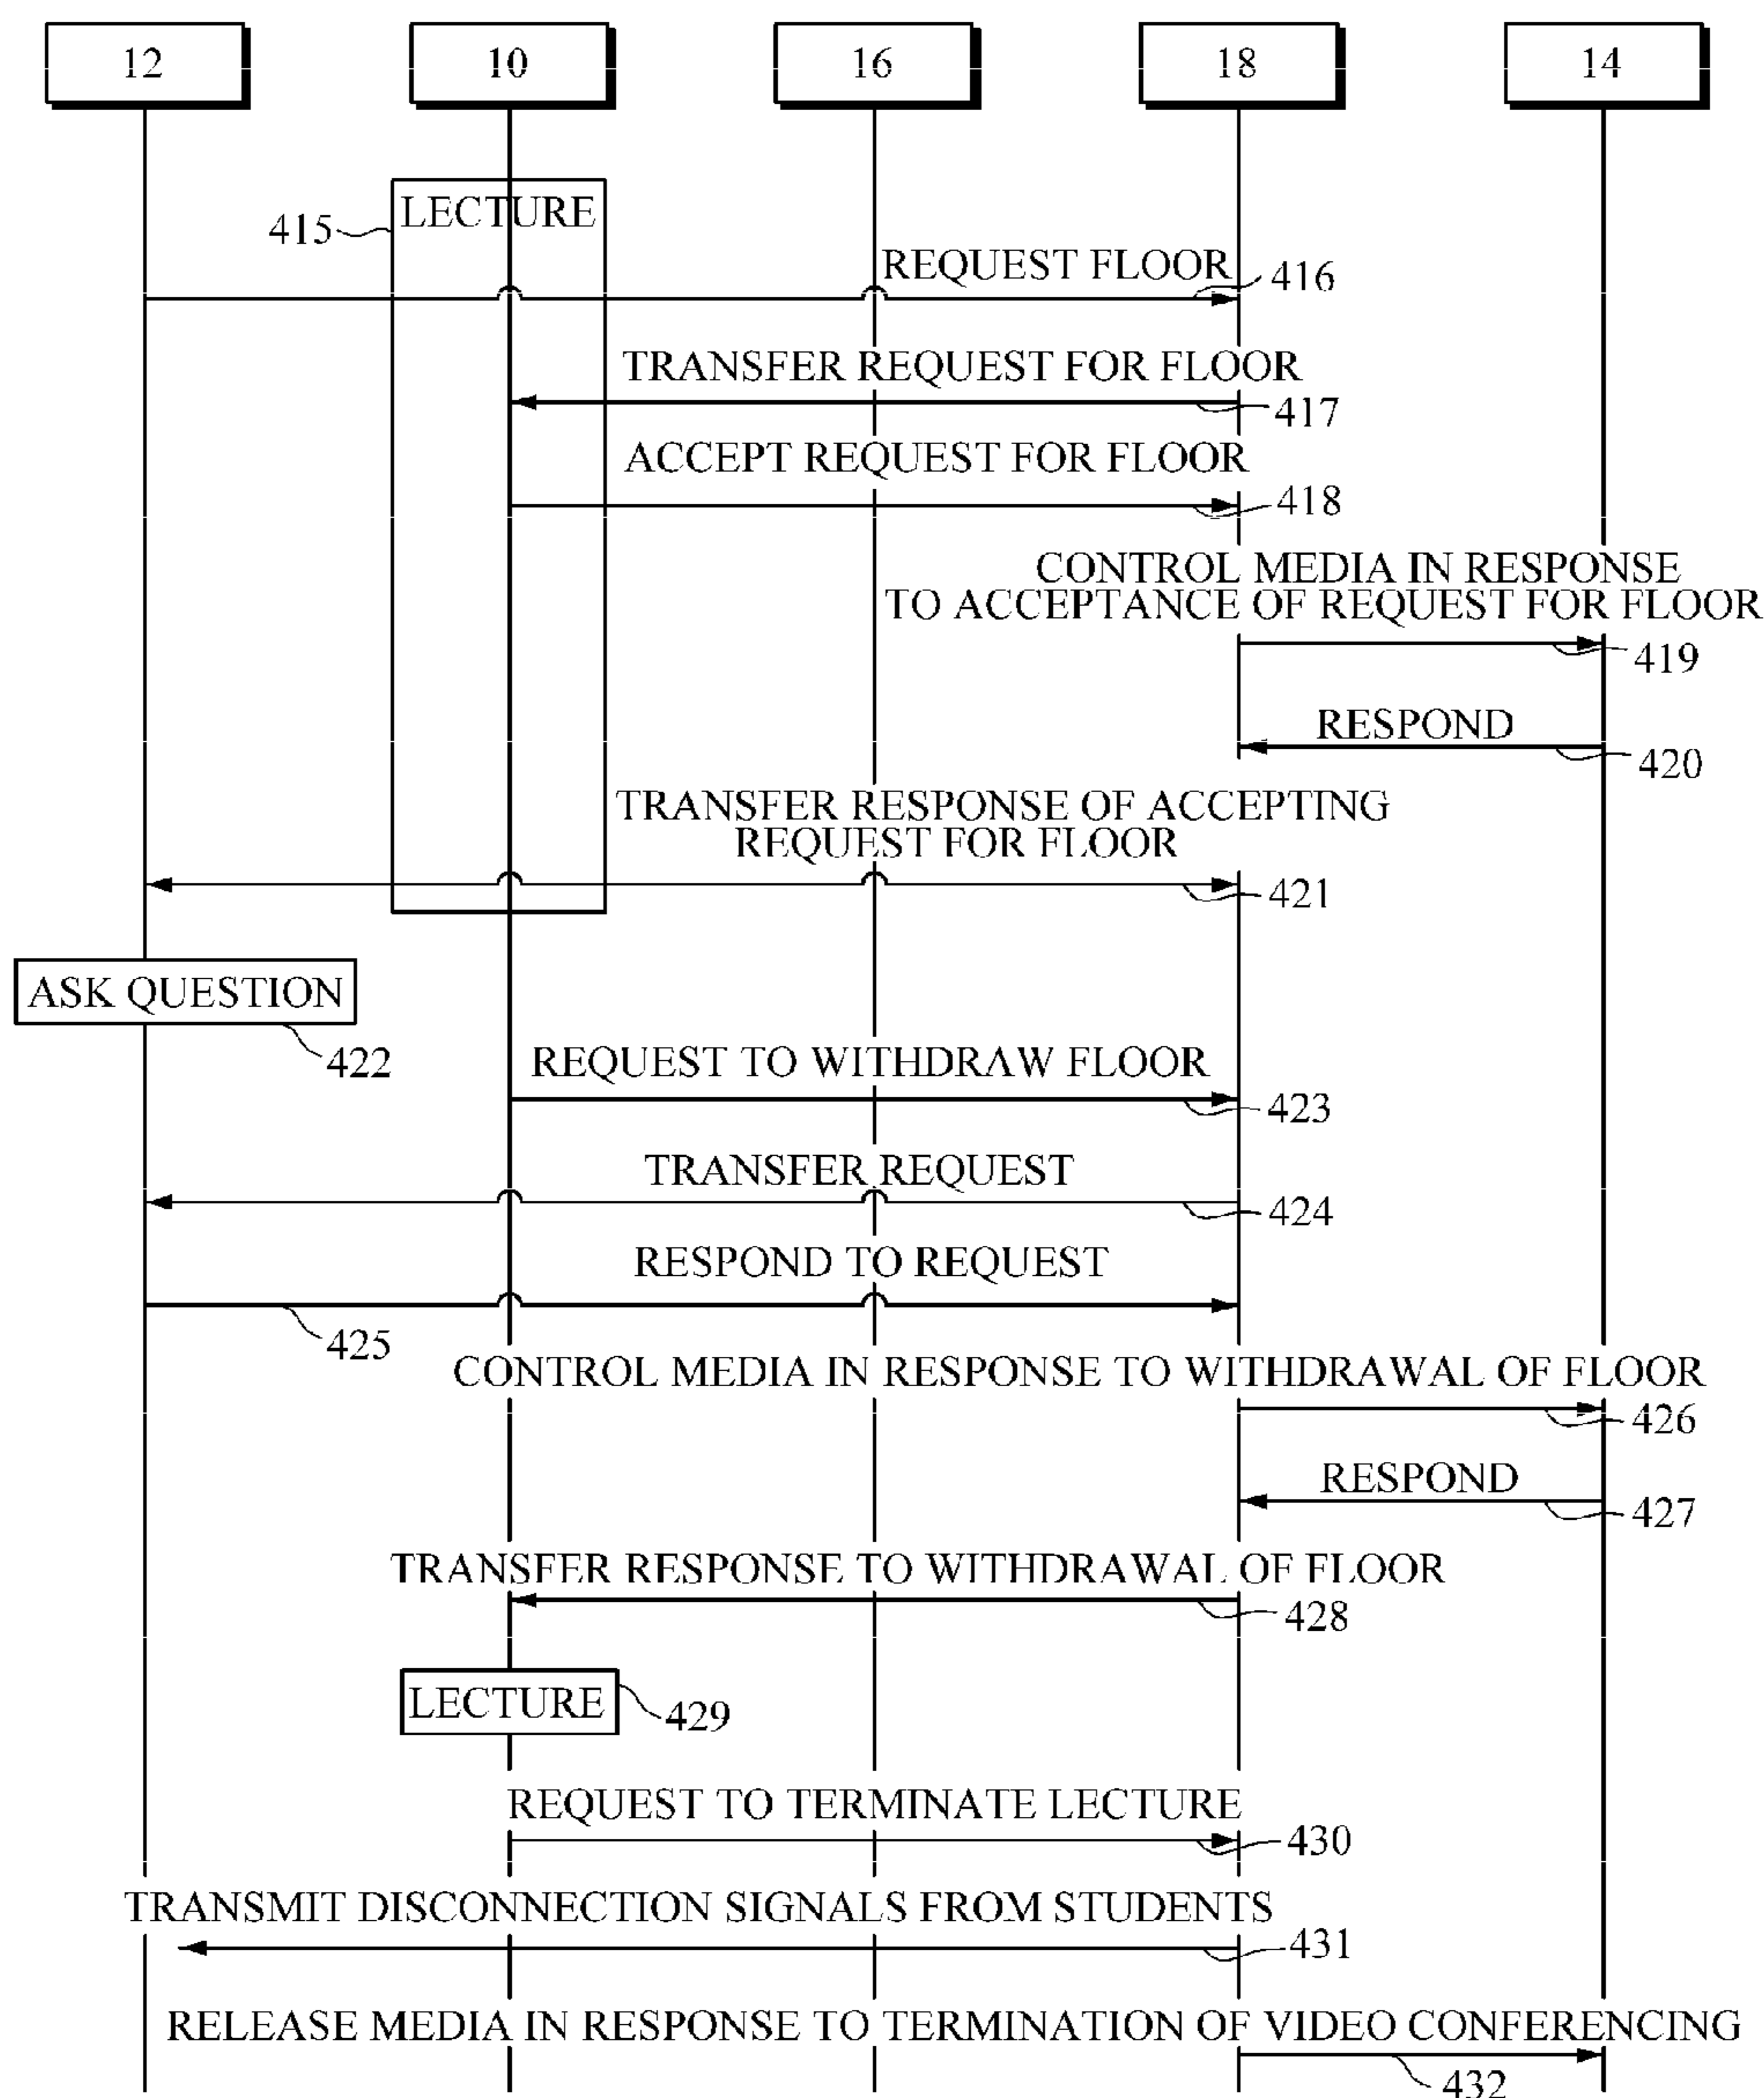 12 10 16 18 14
LECTURE
415
REQUEST FLOOR
416
TRANSFER REQUEST FOR FLOOR
417
ACCEPT REQUEST FOR FLOOR
418
CONTROL MEDIA IN RESPONSE
TO ACCEPTANCE OF REQUEST FOR FLOOR
419
RESPOND
420
TRANSFER RESPONSE OF ACCEPTING
REQUEST FOR FLOOR
421
ASK QUESTION
422
REQUEST TO WITHDRAW FLOOR
423
TRANSFER REQUEST
424
RESPOND TO REQUEST
425
CONTROL MEDIA IN RESPONSE TO WITHDRAWAL OF FLOOR
426
RESPOND
427
TRANSFER RESPONSE TO WITHDRAWAL OF FLOOR
428
LECTURE
429
REQUEST TO TERMINATE LECTURE
430
TRANSMIT DISCONNECTION SIGNALS FROM STUDENTS
431
RELEASE MEDIA IN RESPONSE TO TERMINATION OF VIDEO CONFERENCING
432